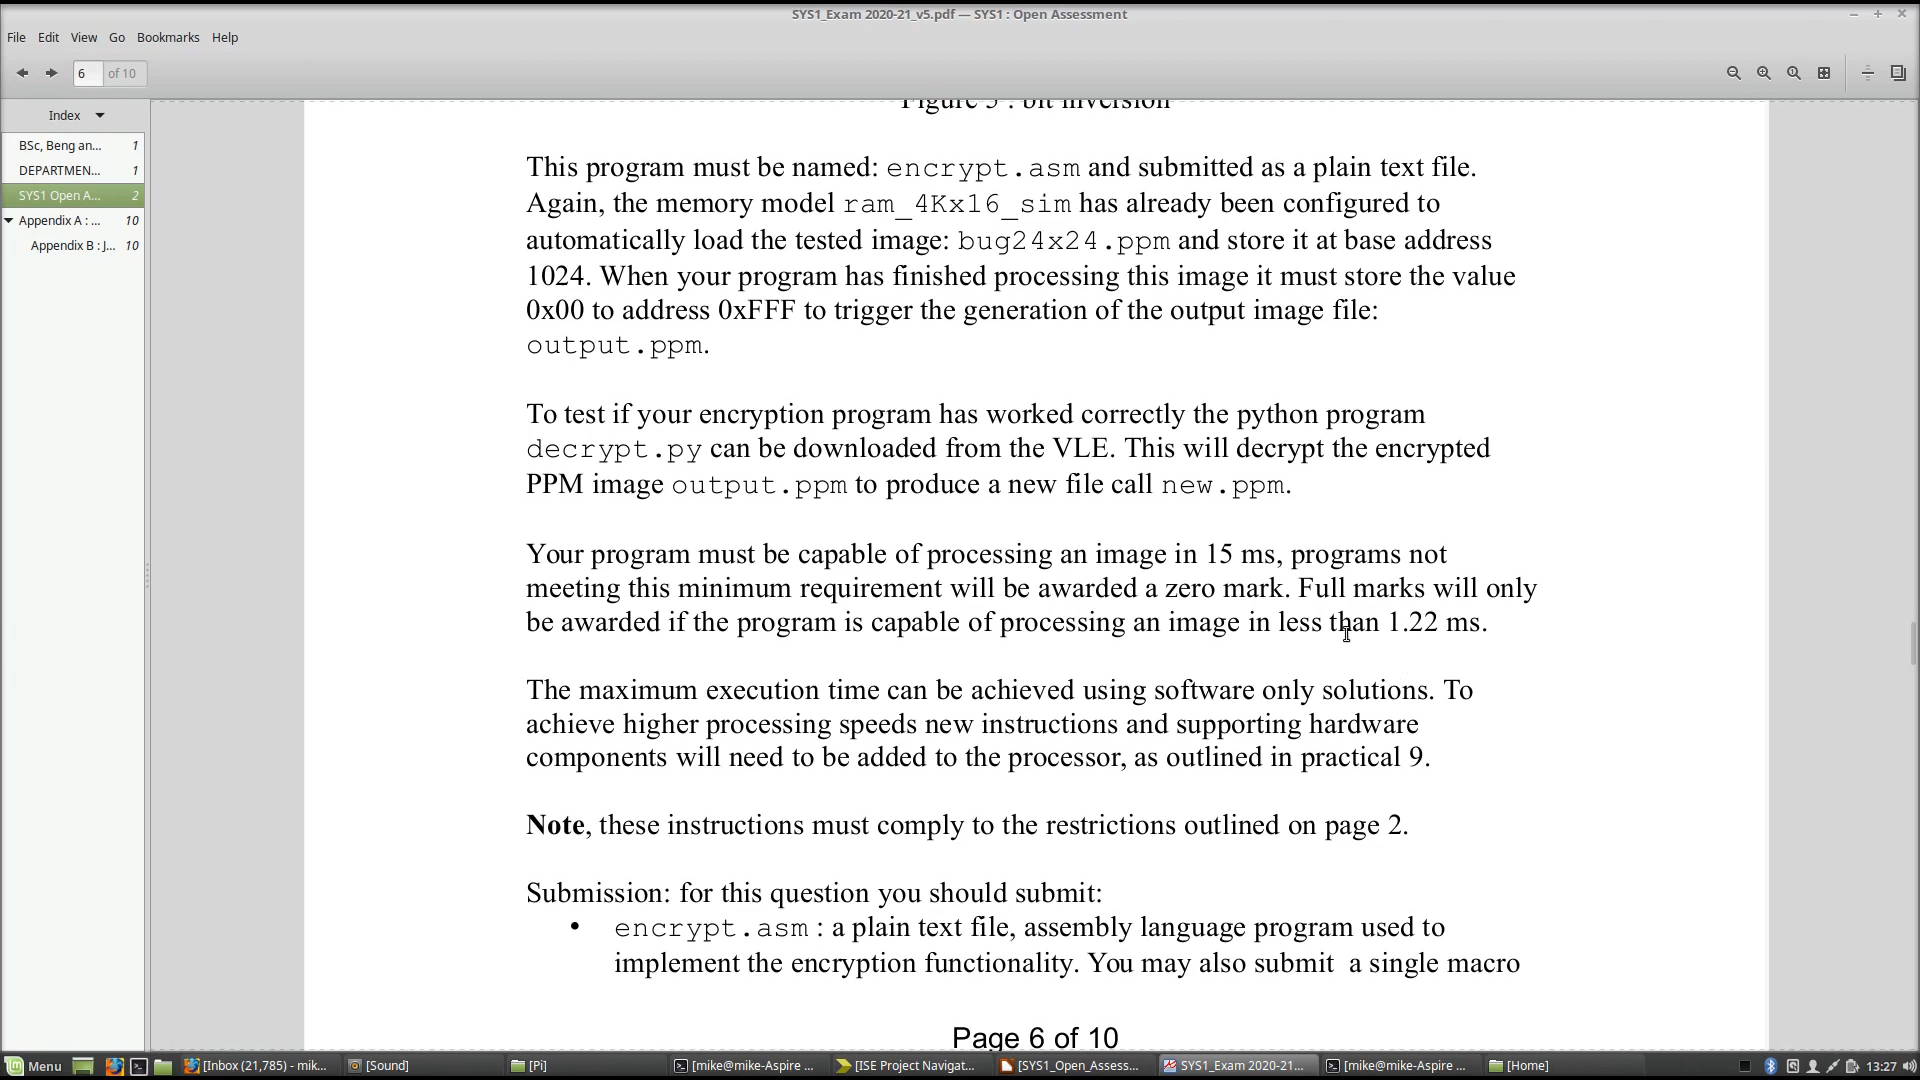 SYS1_Exam 2020-21_v5.pdf — SYS1 : Open Assessment
File Edit View Go Bookmarks Help
6 of 10
Index
BSc, Beng an... 1
DEPARTMEN... 1
SYS1 Open A... 2
Appendix A : ... 10
Appendix B : J... 10
Figure 5 : bit inversion
This program must be named: encrypt.asm and submitted as a plain text file.
Again, the memory model ram_4Kx16_sim has already been configured to
automatically load the tested image: bug24x24.ppm and store it at base address
1024. When your program has finished processing this image it must store the value
0x00 to address 0xFFF to trigger the generation of the output image file:
output.ppm.
To test if your encryption program has worked correctly the python program
decrypt.py can be downloaded from the VLE. This will decrypt the encrypted
PPM image output.ppm to produce a new file call new.ppm.
Your program must be capable of processing an image in 15 ms, programs not
meeting this minimum requirement will be awarded a zero mark. Full marks will only
be awarded if the program is capable of processing an image in less than 1.22 ms.
The maximum execution time can be achieved using software only solutions. To
achieve higher processing speeds new instructions and supporting hardware
components will need to be added to the processor, as outlined in practical 9.
Note, these instructions must comply to the restrictions outlined on page 2.
Submission: for this question you should submit:
• encrypt.asm : a plain text file, assembly language program used to
implement the encryption functionality. You may also submit a single macro
Page 6 of 10
Menu [Inbox (21,785) - mik... [Sound] [Pi] [mike@mike-Aspire ... [ISE Project Navigat... [SYS1_Open_Assess... SYS1_Exam 2020-21... [mike@mike-Aspire ... [Home] 13:27